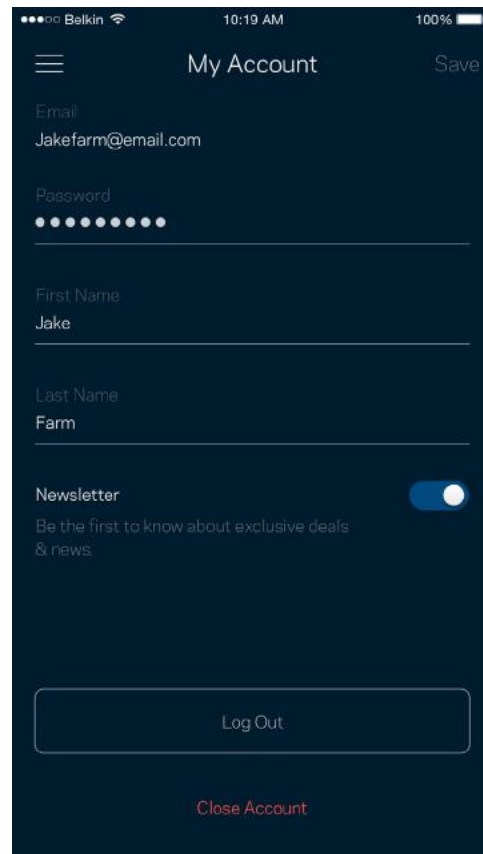 Belkin 10:19 AM 100%
My Account Save
Email
Jakefarm@email.com
Password
●●●●●●●●●
First Name
Jake
Last Name
Farm
Newsletter
Be the first to know about exclusive deals
& news.
Log Out
Close Account